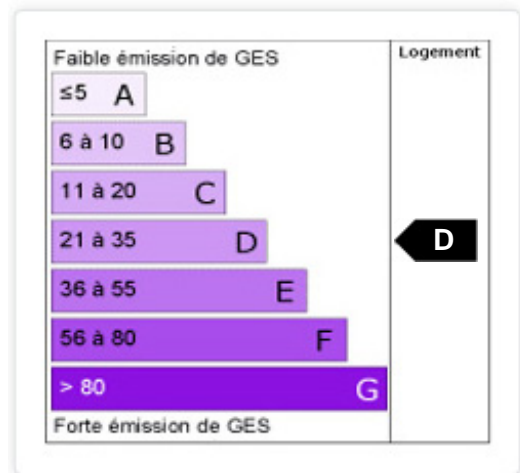 Faible émission de GES
Logement
≤5 A
6 à 10 B
11 à 20 C
21 à 35 D
D
36 à 55 E
56 à 80 F
> 80 G
Forte émission de GES